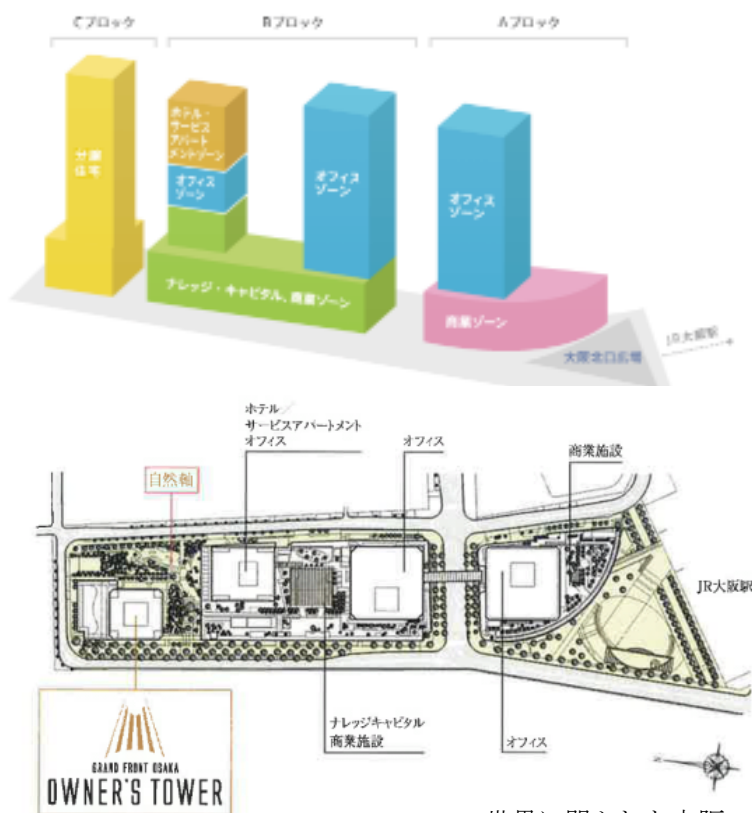 Cブロック
Bブロック
Aブロック
分譲
住宅
ホテル・
サービス
アパート
メントゾーン
オフィス
ゾーン
オフィス
ゾーン
オフィス
ゾーン
ナレッジ・キャピタル、商業ゾーン
商業ゾーン
大阪北口広場
JR大阪駅
ホテル／
サービスアパートメント
オフィス
オフィス
商業施設
自然軸
JR大阪駅
ナレッジキャピタル
商業施設
オフィス
GRAND FRONT OSAKA
OWNER'S TOWER